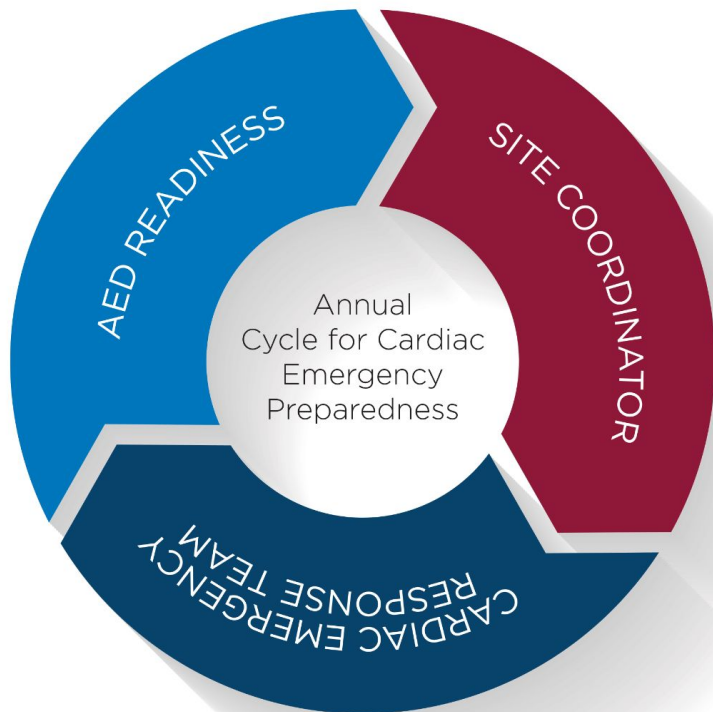 AED READINESS
SITE COORDINATOR
Annual
Cycle for Cardiac
Emergency
Preparedness
CARDIAC EMERGENCY
RESPONSE TEAM